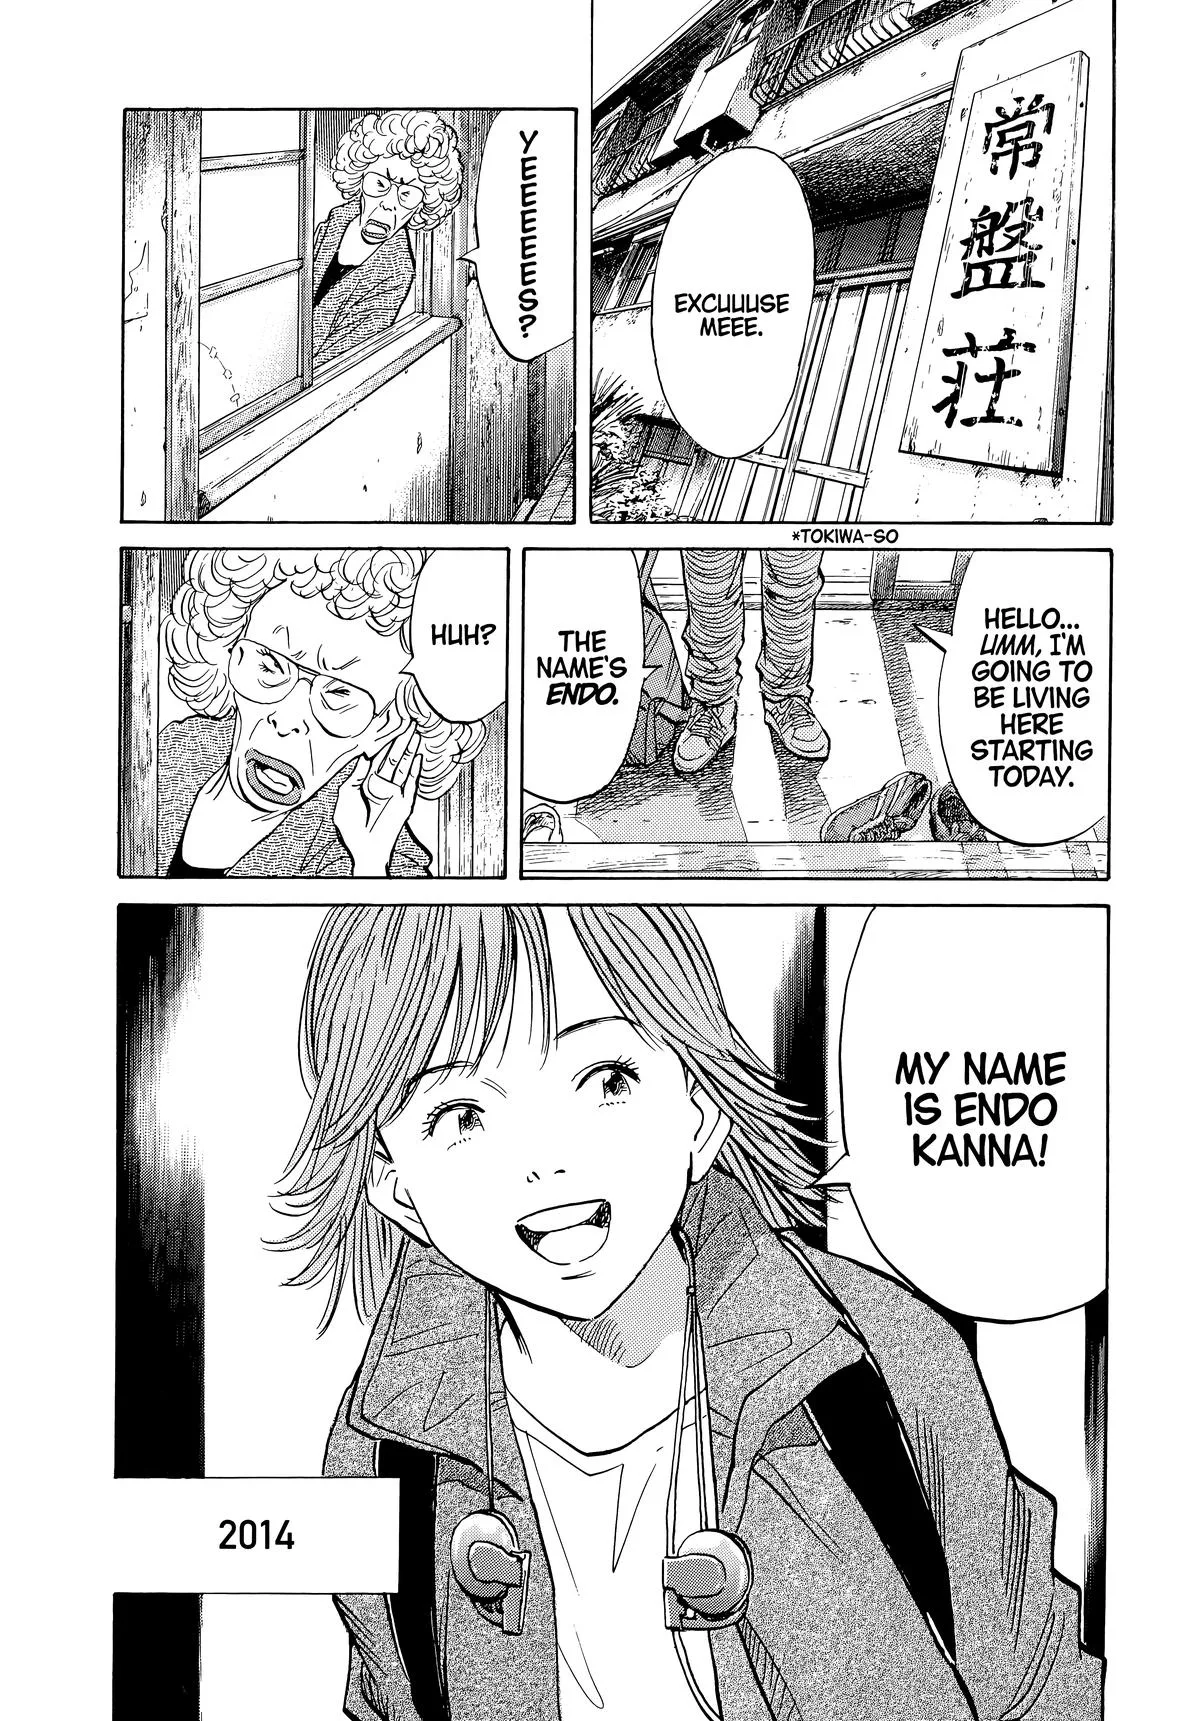 常盤荘
EXCUUUSE
MEEE.
*TOKIWA-SO
YEEEEEES?
HELLO...
UMM, I'M
GOING TO
BE LIVING
HERE
STARTING
TODAY.
THE
NAME'S
ENDO.
HUH?
MY NAME
IS ENDO
KANNA!
2014